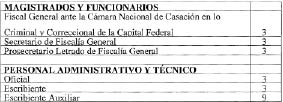 MAGISTRADOS Y FUNCIONARIOS
Fiscal General ante la Cámara Nacional de Casación en lo
Criminal y Correccional de la Capital Federal 3
Secretario de Fiscalía General 3
Prosecretario Letrado de Fiscalía General 3
PERSONAL ADMINISTRATIVO Y TÉCNICO
Oficial 3
Escribiente 3
Escribiente Auxiliar 9